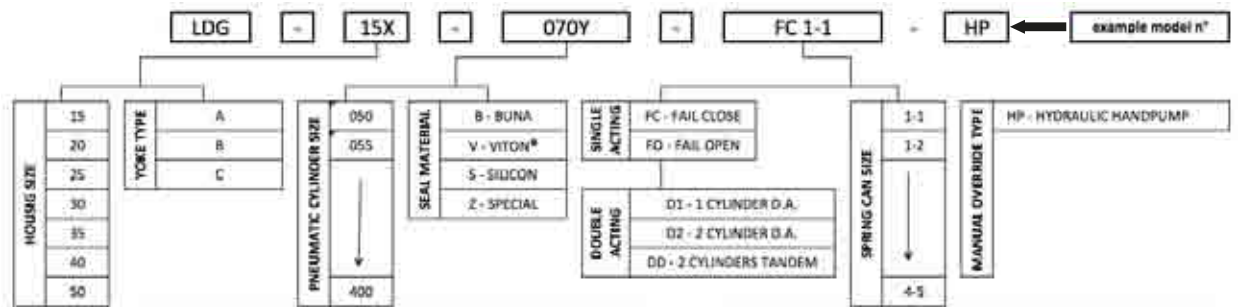 LDG - 15X - 070Y - FC 1-1 - HP example model n°
HOUSIG SIZE
15
20
25
30
35
40
50
YOKE TYPE
A
B
C
PNEUMATIC CYLINDER SIZE
050
055
400
SEAL MATERIAL
B - BUNA
V - VITON®
S - SILICON
Z - SPECIAL
SINGLE ACTING
FC - FAIL CLOSE
FO - FAIL OPEN
DOUBLE ACTING
D1 - 1 CYLINDER D.A.
D2 - 2 CYLINDER D.A.
DD - 2 CYLINDERS TANDEM
SPRING CAN SIZE
1-1
1-2
4-5
MANUAL OVERRIDE TYPE
HP - HYDRAULIC HANDPUMP